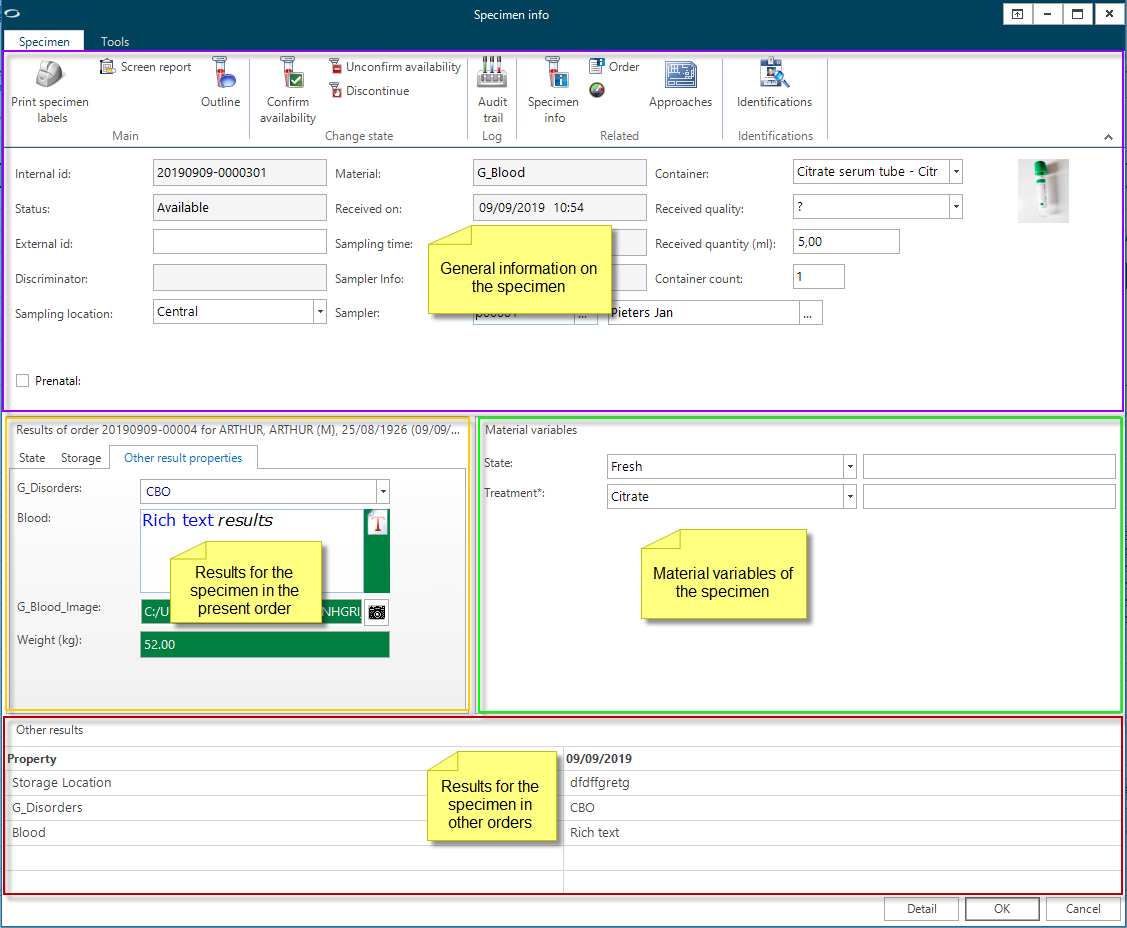 Specimen info
Specimen Tools
Print specimen labels
Screen report
Outline
Main
Confirm availability
Unconfirm availability
Discontinue
Change state
Audit trail
Log
Specimen info
Order
Approaches
Related
Identifications
Identifications
Internal id: 20190909-0000301 Material: G_Blood Container: Citrate serum tube - Citr
Status: Available Received on: 09/09/2019 10:54 Received quality: ?
External id: Sampling time: Received quantity (ml): 5,00
Discriminator: Sampler Info: Container count: 1
Sampling location: Central Sampler: ... Pieters Jan ...
General information on
the specimen
Prenatal:
Results of order 20190909-00004 for ARTHUR, ARTHUR (M), 25/08/1926 (09/09/...
State Storage Other result properties
G_Disorders: CBO
Blood: Rich text results
Results for the
specimen in the
present order
G_Blood_Image: C:/U NHGRI
Weight (kg): 52.00
Material variables
State: Fresh
Treatment*: Citrate
Material variables of
the specimen
Other results
Property 09/09/2019
Storage Location dfdffgretg
G_Disorders CBO
Blood Rich text
Results for the
specimen in
other orders
Detail OK Cancel